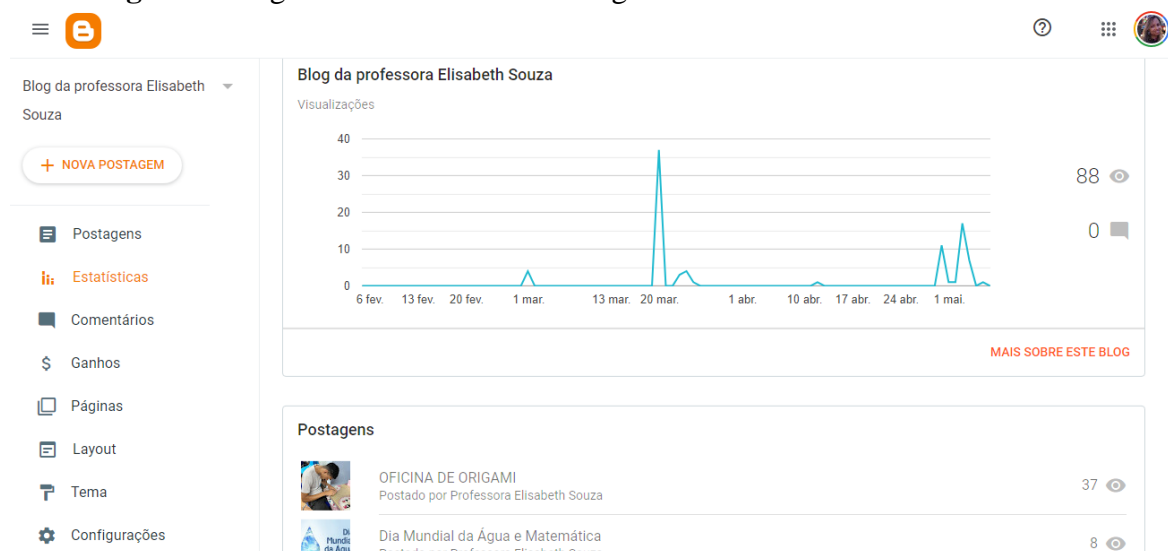 Blog da professora Elisabeth
Souza
NOVA POSTAGEM
Postagens
Estatísticas
Comentários
Ganhos
Páginas
Layout
Tema
Configurações
Blog da professora Elisabeth Souza
Visualizações
40
30
20
10
0
6 fev. 13 fev. 20 fev. 1 mar. 13 mar. 20 mar. 1 abr. 10 abr. 17 abr. 24 abr. 1 mai.
88
0
MAIS SOBRE ESTE BLOG
Postagens
OFICINA DE ORIGAMI
Postado por Professora Elisabeth Souza
37
Dia Mundial da Água e Matemática
8